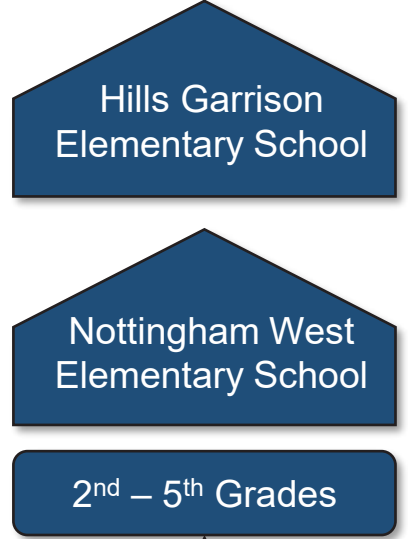 Hills Garrison
Elementary School
Nottingham West
Elementary School
2nd – 5th Grades